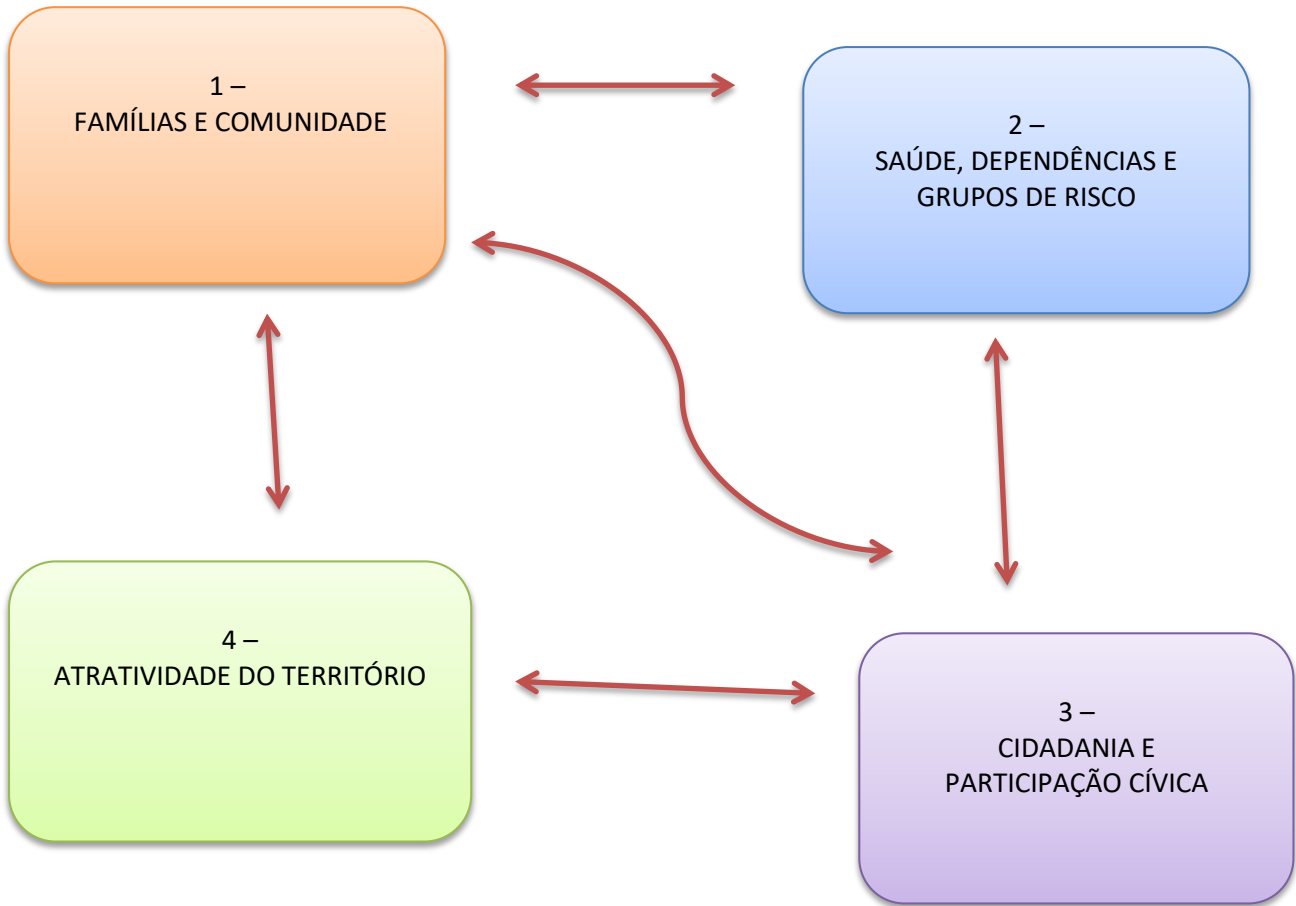 1 –
FAMÍLIAS E COMUNIDADE
2 –
SAÚDE, DEPENDÊNCIAS E
GRUPOS DE RISCO
4 –
ATRATIVIDADE DO TERRITÓRIO
3 –
CIDADANIA E
PARTICIPAÇÃO CÍVICA